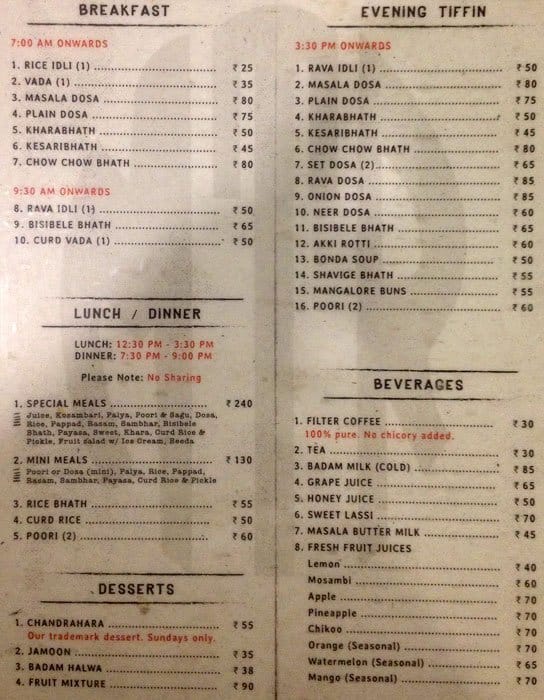 BREAKFAST
7:00 AM ONWARDS
1. RICE IDLI (1) ₹ 25
2. VADA (1) ₹ 35
3. MASALA DOSA ₹ 80
4. PLAIN DOSA ₹ 75
5. KHARABHATH ₹ 50
6. KESARIBHATH ₹ 45
7. CHOW CHOW BHATH ₹ 80
9:30 AM ONWARDS
8. RAVA IDLI (1) ₹ 50
9. BISIBELE BHATH ₹ 65
10. CURD VADA (1) ₹ 50
LUNCH / DINNER
LUNCH: 12:30 PM - 3:30 PM
DINNER: 7:30 PM - 9:00 PM
Please Note: No Sharing
1. SPECIAL MEALS ₹ 240
Juice, Kosambari, Palya, Poori & Sagu, Dosa,
Rice, Pappad, Rasam, Sambhar, Bisibele
Bhath, Payasa, Sweet, Khara, Curd Rice &
Pickle, Fruit salad w/ Ice Cream, Beeda
2. MINI MEALS ₹ 130
Poori or Dosa (mini), Palya, Rice, Pappad,
Rasam, Sambhar, Payasa, Curd Rice & Pickle
3. RICE BHATH ₹ 55
4. CURD RICE ₹ 50
5. POORI (2) ₹ 60
DESSERTS
1. CHANDRAHARA ₹ 55
Our trademark dessert. Sundays only.
2. JAMOON ₹ 35
3. BADAM HALWA ₹ 38
4. FRUIT MIXTURE ₹ 90
EVENING TIFFIN
3:30 PM ONWARDS
1. RAVA IDLI (1) ₹ 50
2. MASALA DOSA ₹ 80
3. PLAIN DOSA ₹ 75
4. KHARABHATH ₹ 50
5. KESARIBHATH ₹ 45
6. CHOW CHOW BHATH ₹ 80
7. SET DOSA (2) ₹ 65
8. RAVA DOSA ₹ 85
9. ONION DOSA ₹ 85
10. NEER DOSA ₹ 60
11. BISIBELE BHATH ₹ 65
12. AKKI ROTTI ₹ 60
13. BONDA SOUP ₹ 50
14. SHAVIGE BHATH ₹ 55
15. MANGALORE BUNS ₹ 55
16. POORI (2) ₹ 60
BEVERAGES
1. FILTER COFFEE ₹ 30
100% pure. No chicory added.
2. TEA ₹ 30
3. BADAM MILK (COLD) ₹ 85
4. GRAPE JUICE ₹ 65
5. HONEY JUICE ₹ 50
6. SWEET LASSI ₹ 70
7. MASALA BUTTER MILK ₹ 45
8. FRESH FRUIT JUICES
Lemon ₹ 40
Mosambi ₹ 60
Apple ₹ 70
Pineapple ₹ 70
Chikoo ₹ 70
Orange (Seasonal) ₹ 70
Watermelon (Seasonal) ₹ 65
Mango (Seasonal) ₹ 70